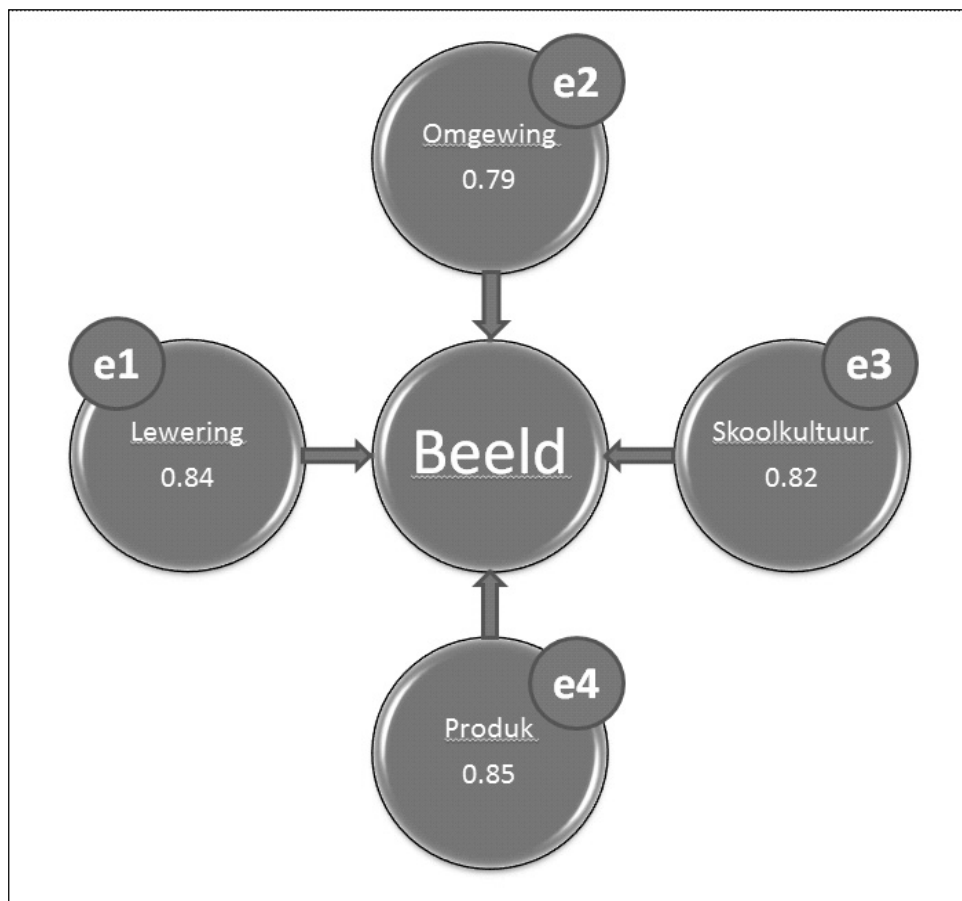 e2
Omgewing
0.79
e1
Lewering
0.84
Beeld
e3
Skoolkultuur
0.82
e4
Produk
0.85